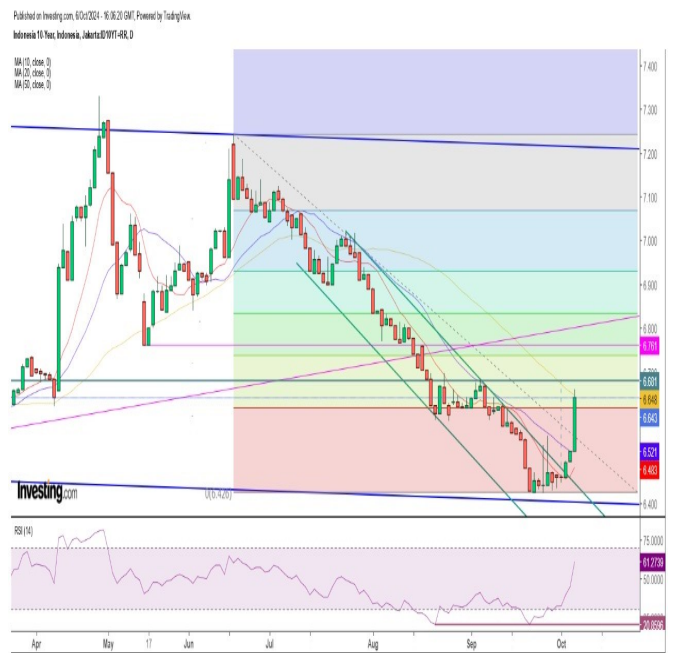 Published on Investing.com, 6/Oct/2024 - 16:06:20 GMT, Powered by TradingView.
Indonesia 10-Year, Indonesia, Jakarta:ID10YT=RR, D
MA (10, close, 0)
MA (20, close, 0)
MA (50, close, 0)
7.400
7.300
7.200
7.100
7.000
6.900
6.800
6.761
6.681
6.648
6.643
6.521
6.483
6.400
0(6.426)
Investing.com
RSI (14)
75.0000
61.2739
50.0000
20.8586
Apr May 17 Jun Jul Aug Sep Oct